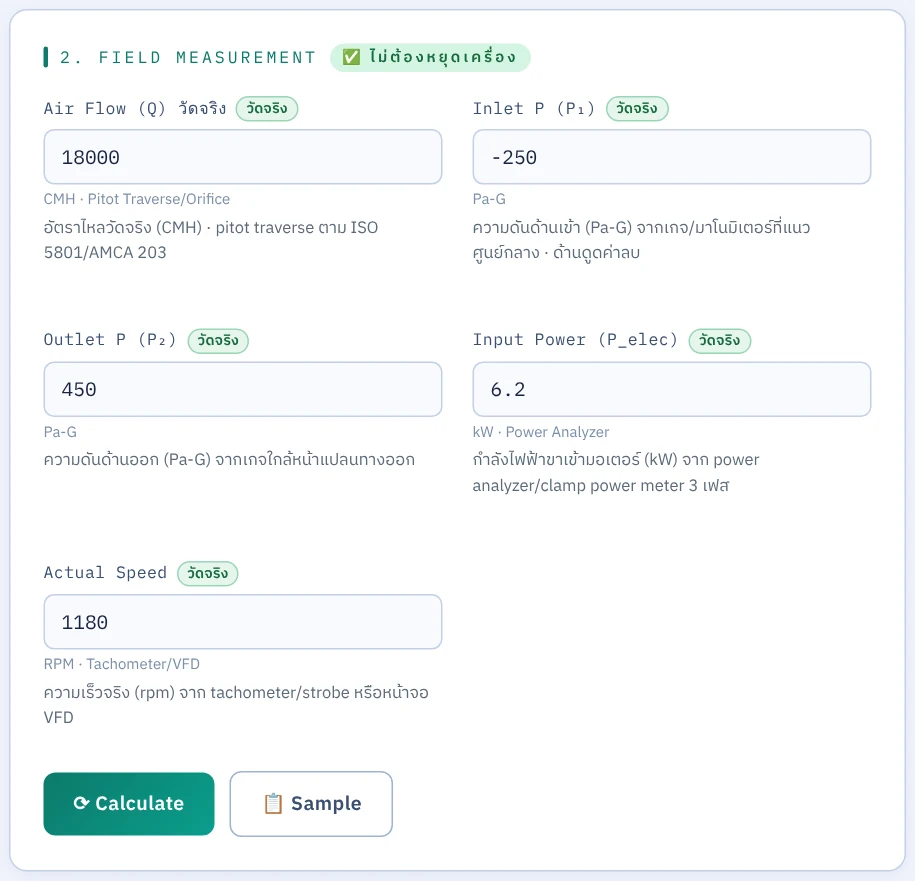 2. FIELD MEASUREMENT ✅ ไม่ต้องหยุดเครื่อง
Air Flow (Q) วัดจริง วัดจริง
18000
CMH · Pitot Traverse/Orifice
อัตราไหลวัดจริง (CMH) · pitot traverse ตาม ISO
5801/AMCA 203
Inlet P (P₁) วัดจริง
-250
Pa-G
ความดันด้านเข้า (Pa-G) จากเกจ/มาโนมิเตอร์ที่แนว
ศูนย์กลาง · ด้านดูดค่าลบ
Outlet P (P₂) วัดจริง
450
Pa-G
ความดันด้านออก (Pa-G) จากเกจใกล้หน้าแปลนทางออก
Input Power (P_elec) วัดจริง
6.2
kW · Power Analyzer
กำลังไฟฟ้าขาเข้ามอเตอร์ (kW) จาก power
analyzer/clamp power meter 3 เฟส
Actual Speed วัดจริง
1180
RPM · Tachometer/VFD
ความเร็วจริง (rpm) จาก tachometer/strobe หรือหน้าจอ
VFD
⟳ Calculate
📋 Sample